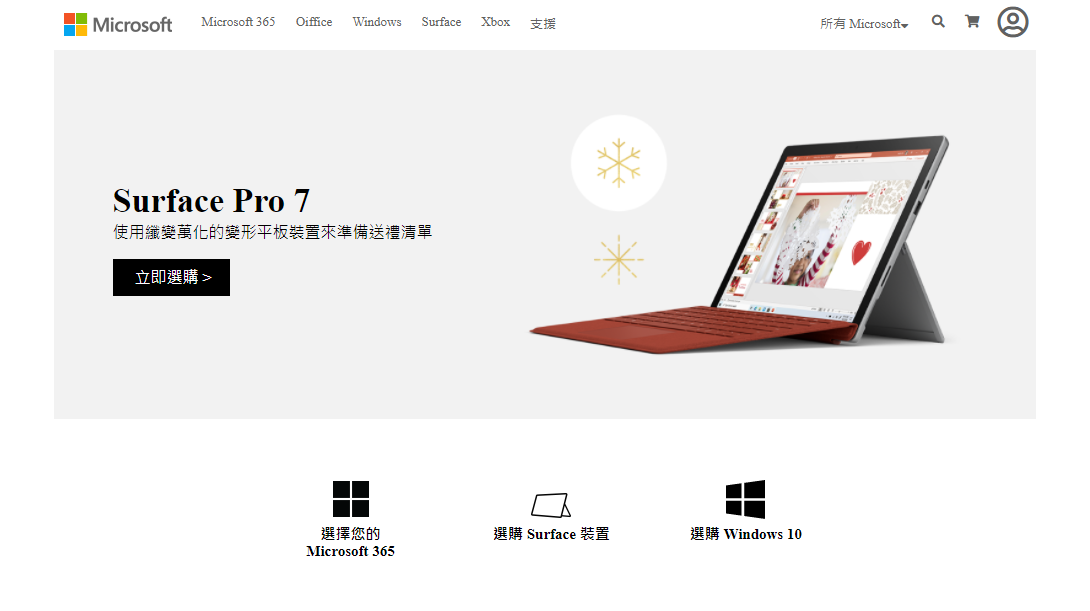 Microsoft
Microsoft 365
Oiffice
Windows
Surface
Xbox
支援
所有 Microsoft
Surface Pro 7
使用纖變萬化的變形平板裝置來準備送禮清單
立即選購 >
選擇您的
Microsoft 365
選購 Surface 裝置
選購 Windows 10